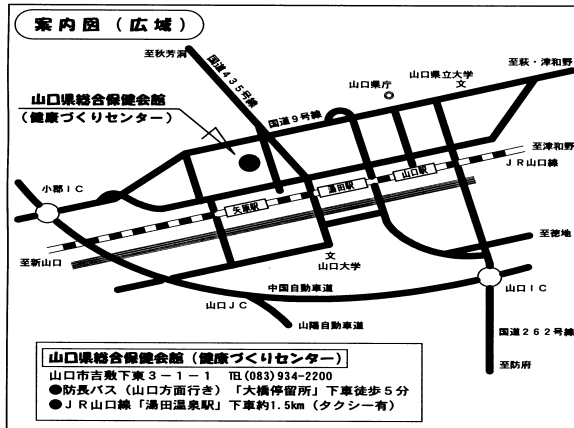 案内図（広域）
至秋芳洞
国道４３５号線
至萩・津和野
山口県立大学
文
山口県庁
山口県総合保健会館
（健康づくりセンター）
国道９号線
至津和野
ＪＲ山口線
小郡ＩＣ
矢原駅
湯田駅
山口駅
至新山口
文
山口大学
至徳地
中国自動車道
山口ＪＣ
山陽自動車道
山口ＩＣ
国道２６２号線
至防府
山口県総合保健会館（健康づくりセンター）
山口市吉敷下東３－１－１　TEL(083)934-2200
●防長バス（山口方面行き）「大橋停留所」下車徒歩５分
●ＪＲ山口線「湯田温泉駅」下車約1.5km（タクシー有）